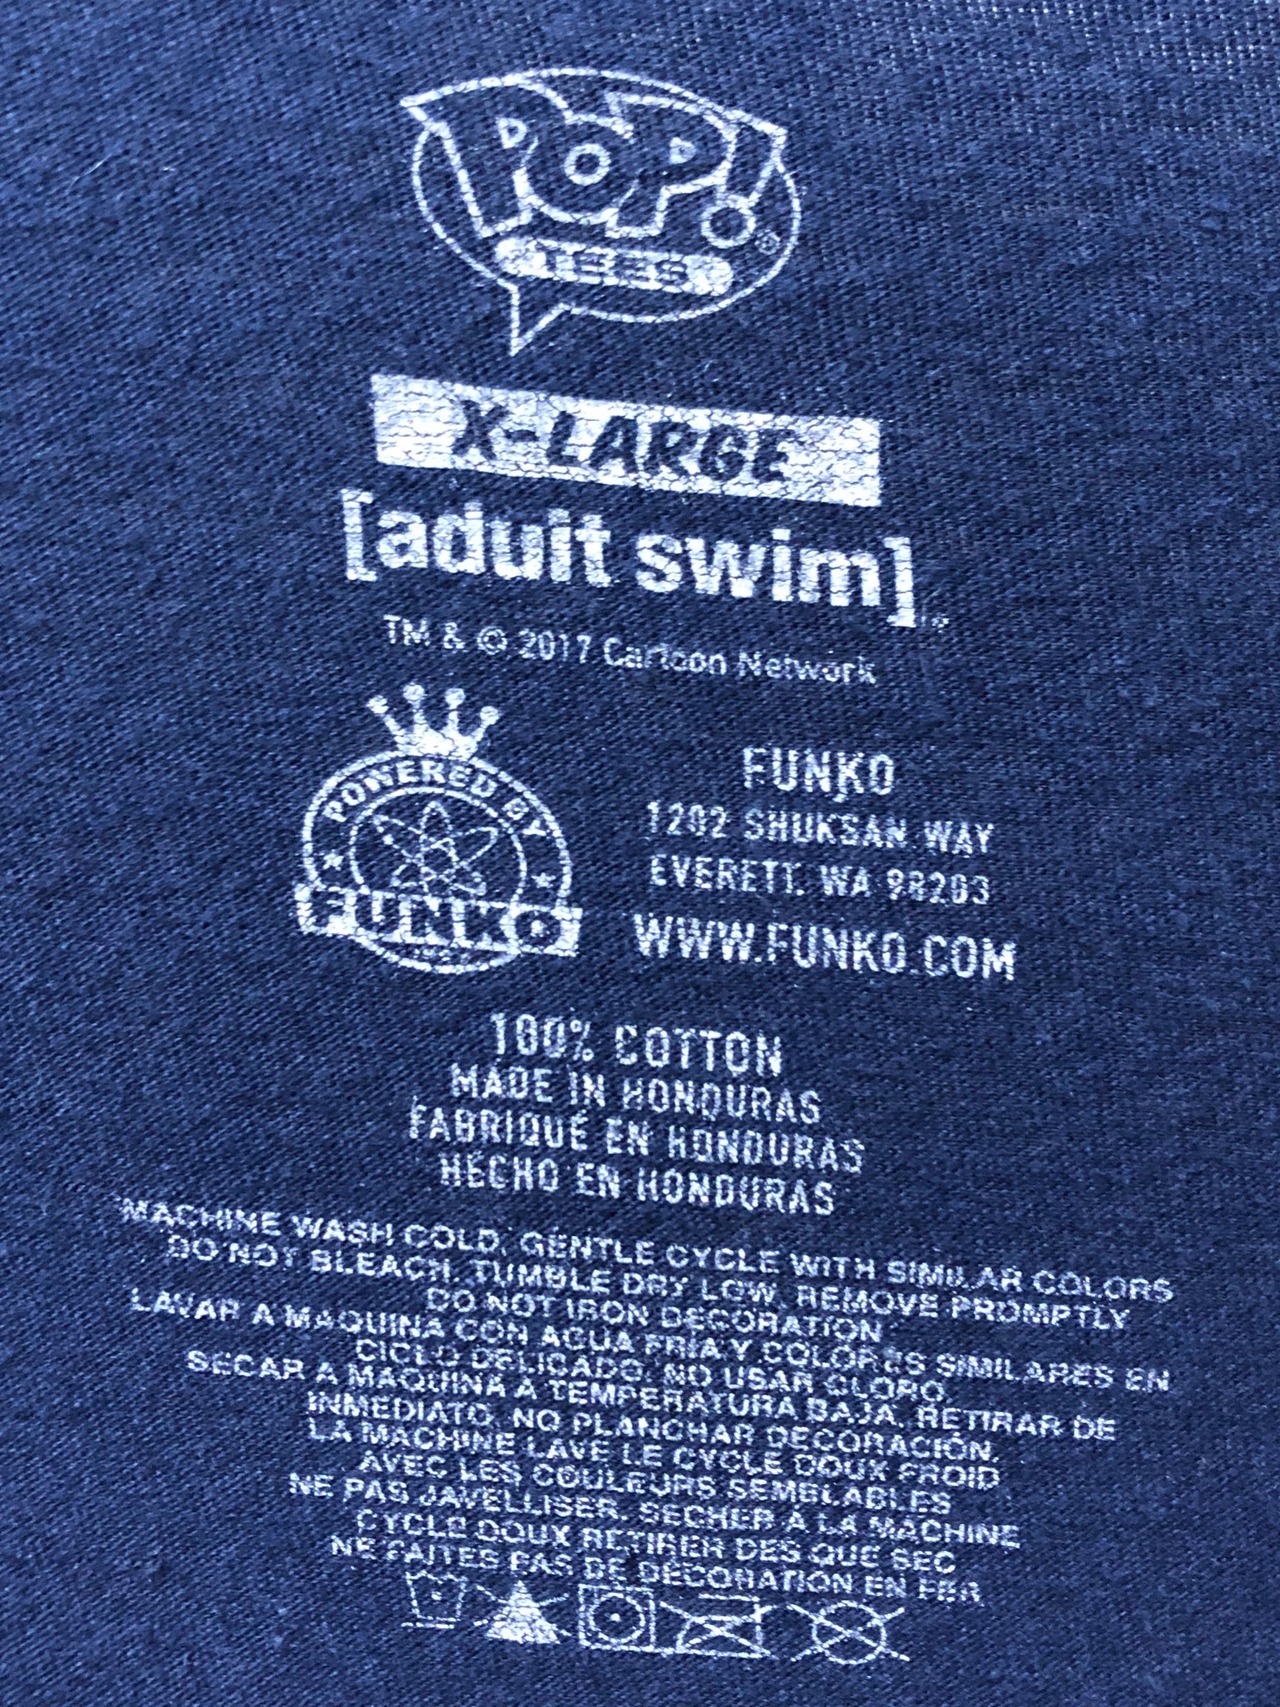 POP!®
TEES
X-LARGE
[adult swim]
TM & © 2017 Cartoon Network
POWERED BY
FUNKO
FUNKO
1202 SHUKSAN WAY
EVERETT, WA 98203
WWW.FUNKO.COM
100% COTTON
MADE IN HONDURAS
FABRIQUÉ EN HONDURAS
HECHO EN HONDURAS
MACHINE WASH COLD, GENTLE CYCLE WITH SIMILAR COLORS
DO NOT BLEACH. TUMBLE DRY LOW, REMOVE PROMPTLY
DO NOT IRON DECORATION
LAVAR A MAQUINA CON AGUA FRÍA Y COLORES SIMILARES EN
CICLO DELICADO. NO USAR CLORO.
SECAR A MAQUINA A TEMPERATURA BAJA. RETIRAR DE
INMEDIATO. NO PLANCHAR DECORACIÓN.
LA MACHINE LAVE LE CYCLE DOUX FROID
AVEC LES COULEURS SEMBLABLES
NE PAS JAVELLISER. SECHER A LA MACHINE
CYCLE DOUX RETIRER DES QUE SEC
NE FAITES PAS DE DECORATION EN FER